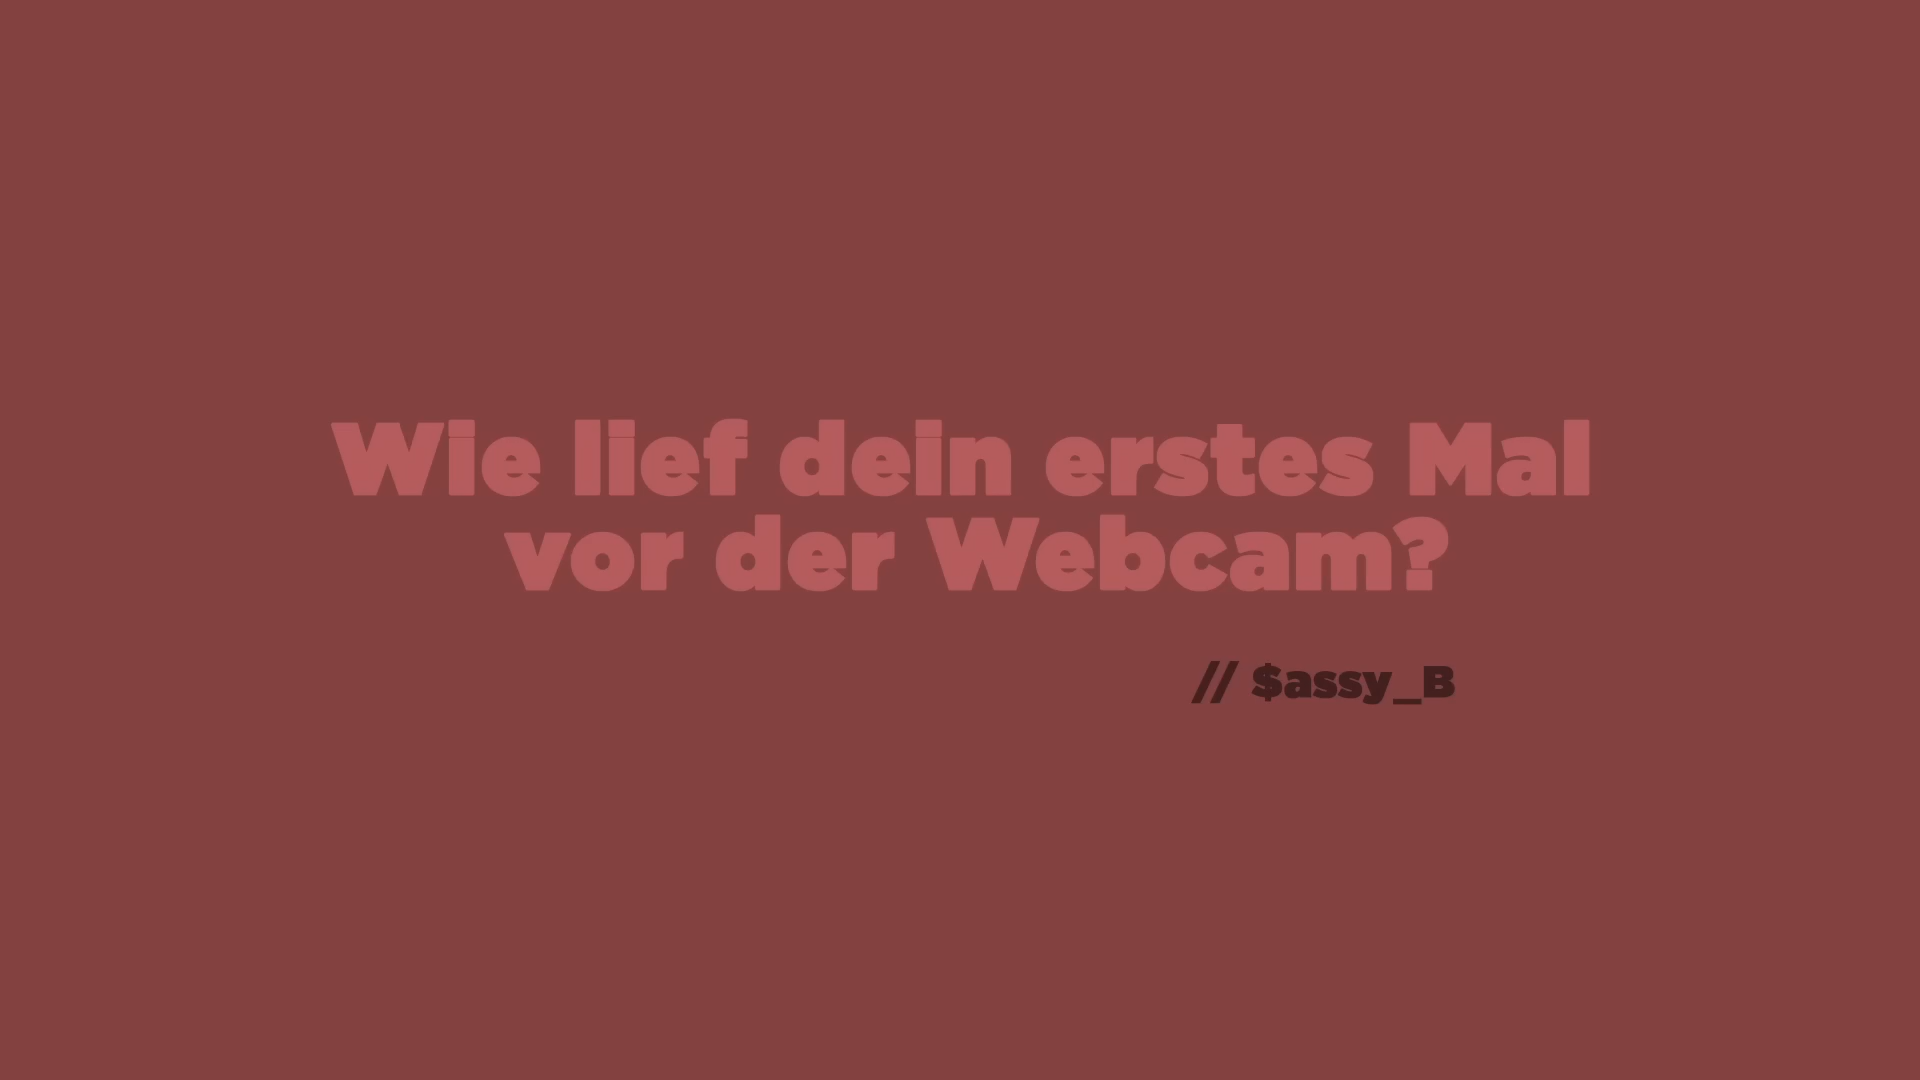 Wie lief dein erstes Mal
vor der Webcam?
// $assy_B